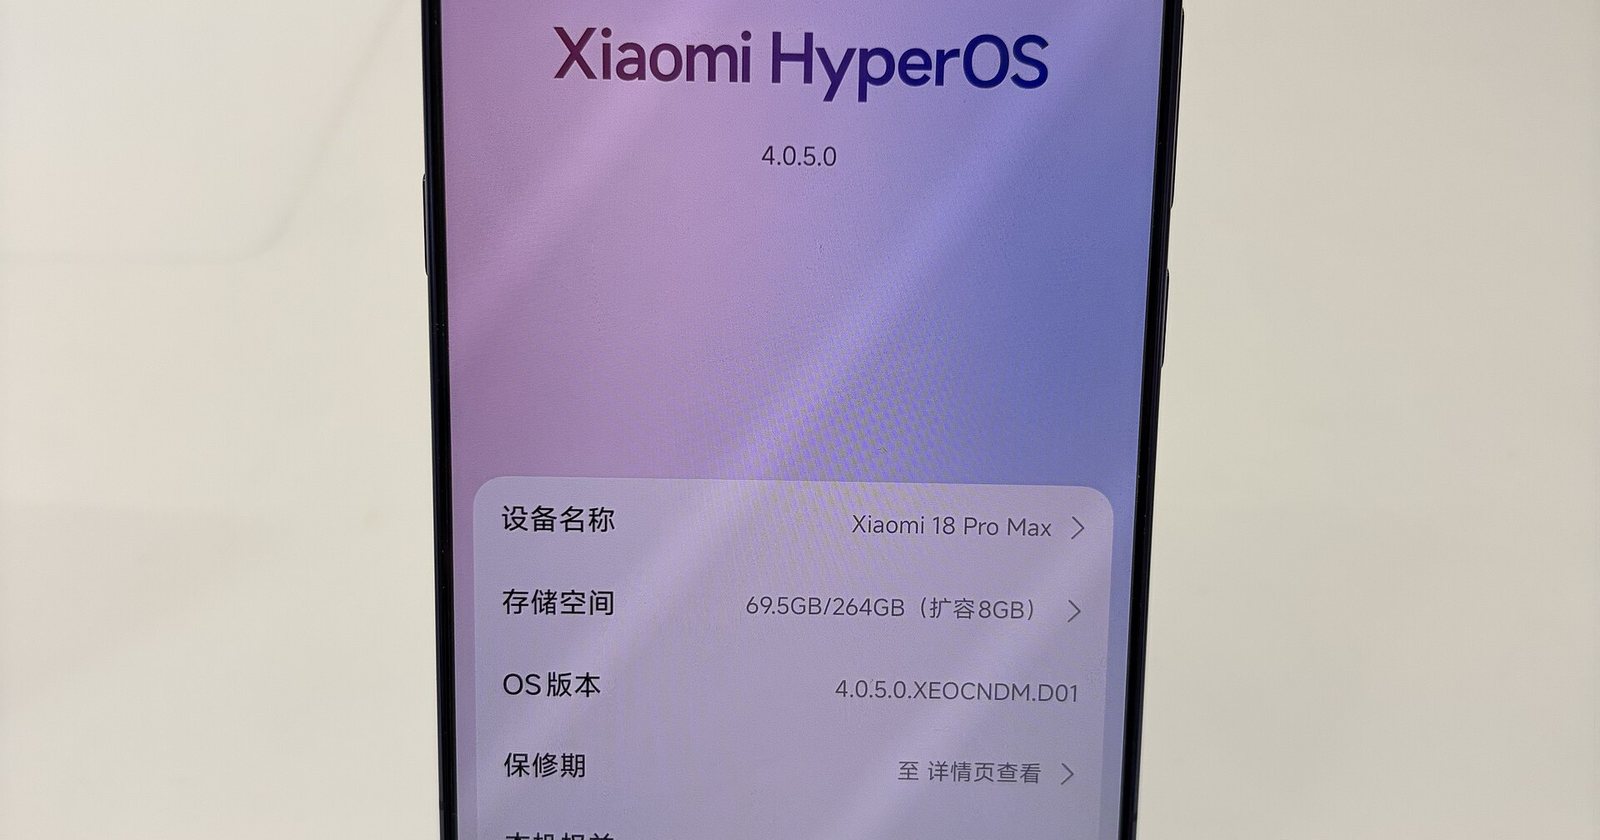 Xiaomi HyperOS
4.0.5.0
设备名称 Xiaomi 18 Pro Max
存储空间 69.5GB/264GB（扩容8GB）
OS版本 4.0.5.0.XEOCNDM.D01
保修期 至 详情页查看